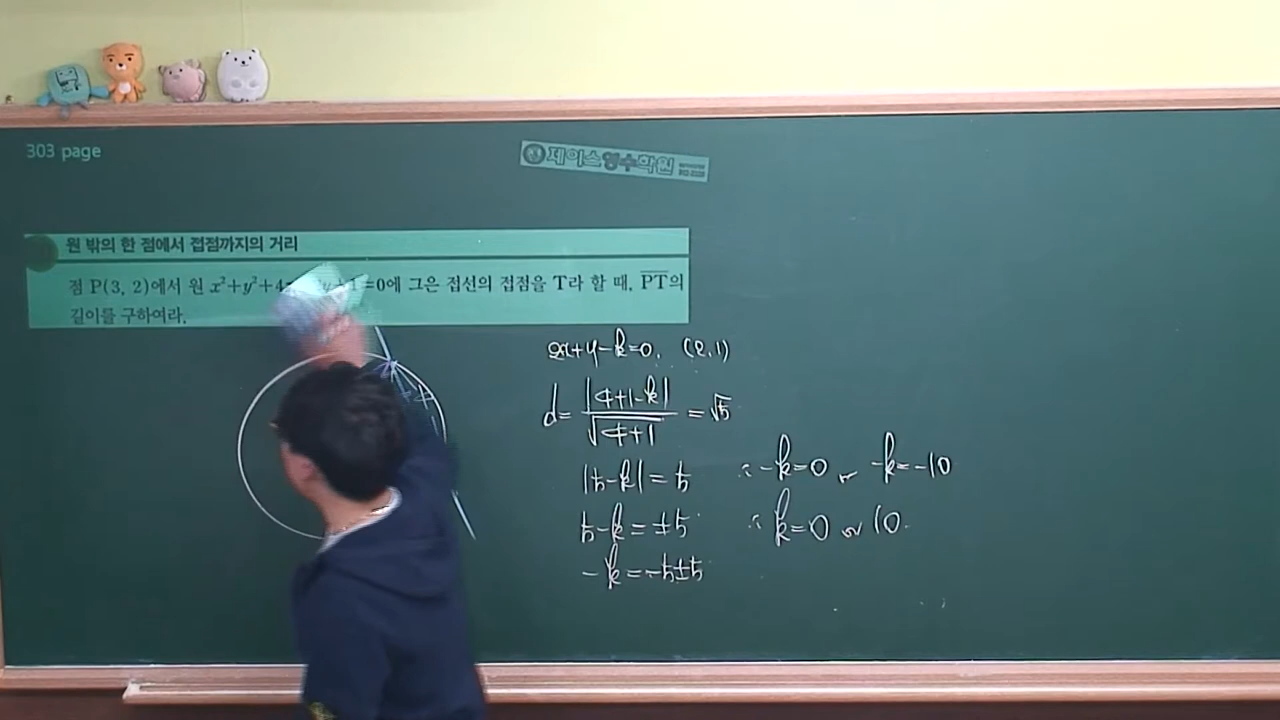 303 page
제이스영수학원
원 밖의 한 점에서 접점까지의 거리
점 P(3, 2)에서 원 x²+y²+4 y+1=0에 그은 접선의 접점을 T라 할 때, P̅T̅의
길이를 구하여라.
2x+y-k=0, (2,1)
d= |4+1-k| / √4+1 = √5
|5-k|=5
5-k=±5
-k=-5±5
∴ -k=0 or -k=-10
∴ k=0 or 10.